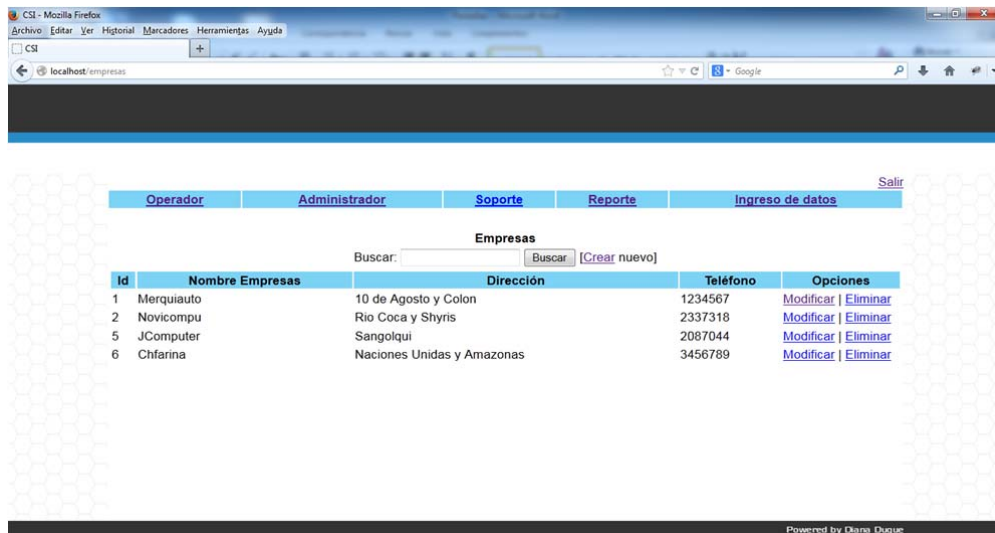 CSI - Mozilla Firefox
Archivo Editar Ver Historial Marcadores Herramientas Ayuda
CSI +
localhost/empresas Google
Salir
Operador Administrador Soporte Reporte Ingreso de datos
Empresas
Buscar: Buscar [Crear nuevo]
Id Nombre Empresas Dirección Teléfono Opciones
1 Merquiauto 10 de Agosto y Colon 1234567 Modificar | Eliminar
2 Novicompu Rio Coca y Shyris 2337318 Modificar | Eliminar
5 JComputer Sangolqui 2087044 Modificar | Eliminar
6 Chfarina Naciones Unidas y Amazonas 3456789 Modificar | Eliminar
Powered by Diana Duque